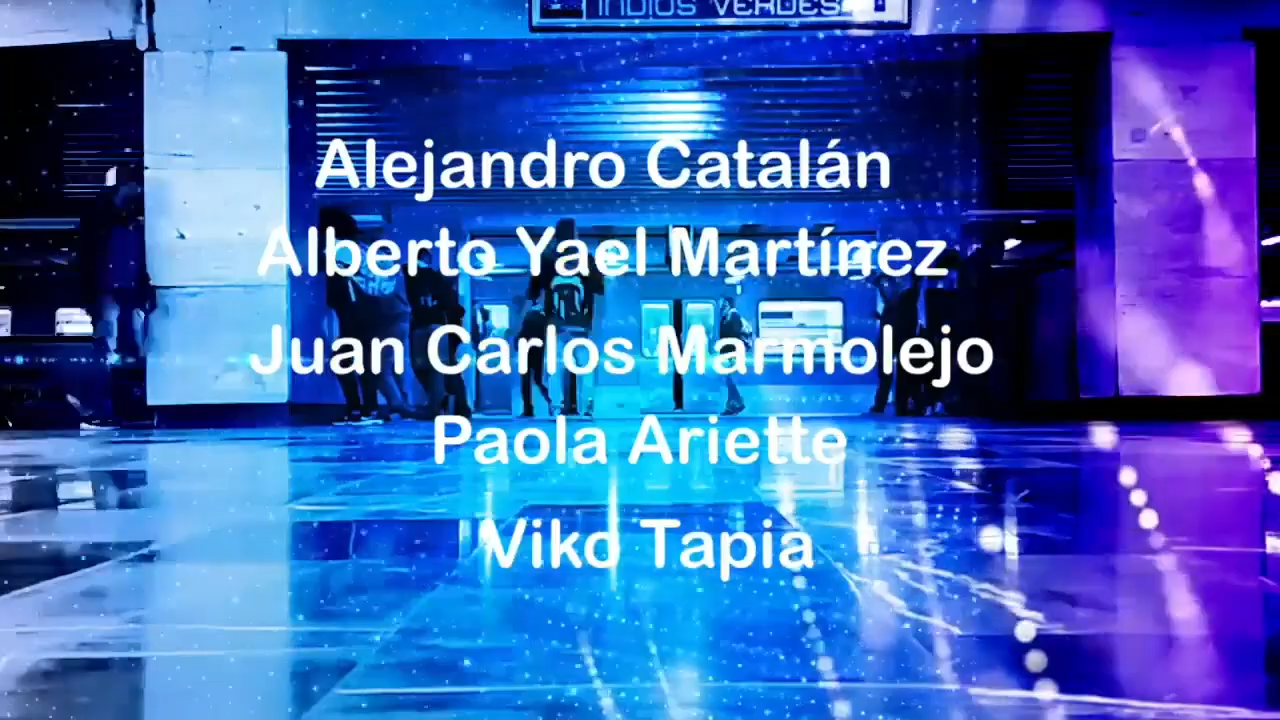 INDIOS VERDES
Alejandro Catalán
Alberto Yael Martínez
Juan Carlos Marmolejo
Paola Ariette
Viko Tapia